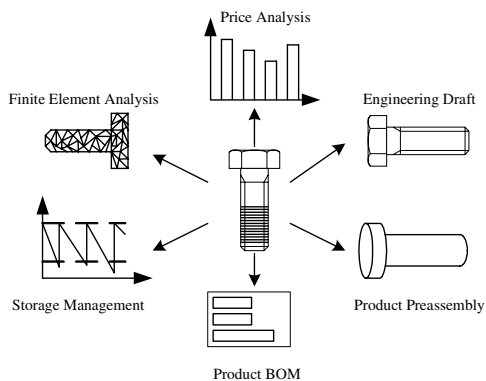 Price Analysis
Finite Element Analysis
Engineering Draft
Storage Management
Product Preassembly
Product BOM